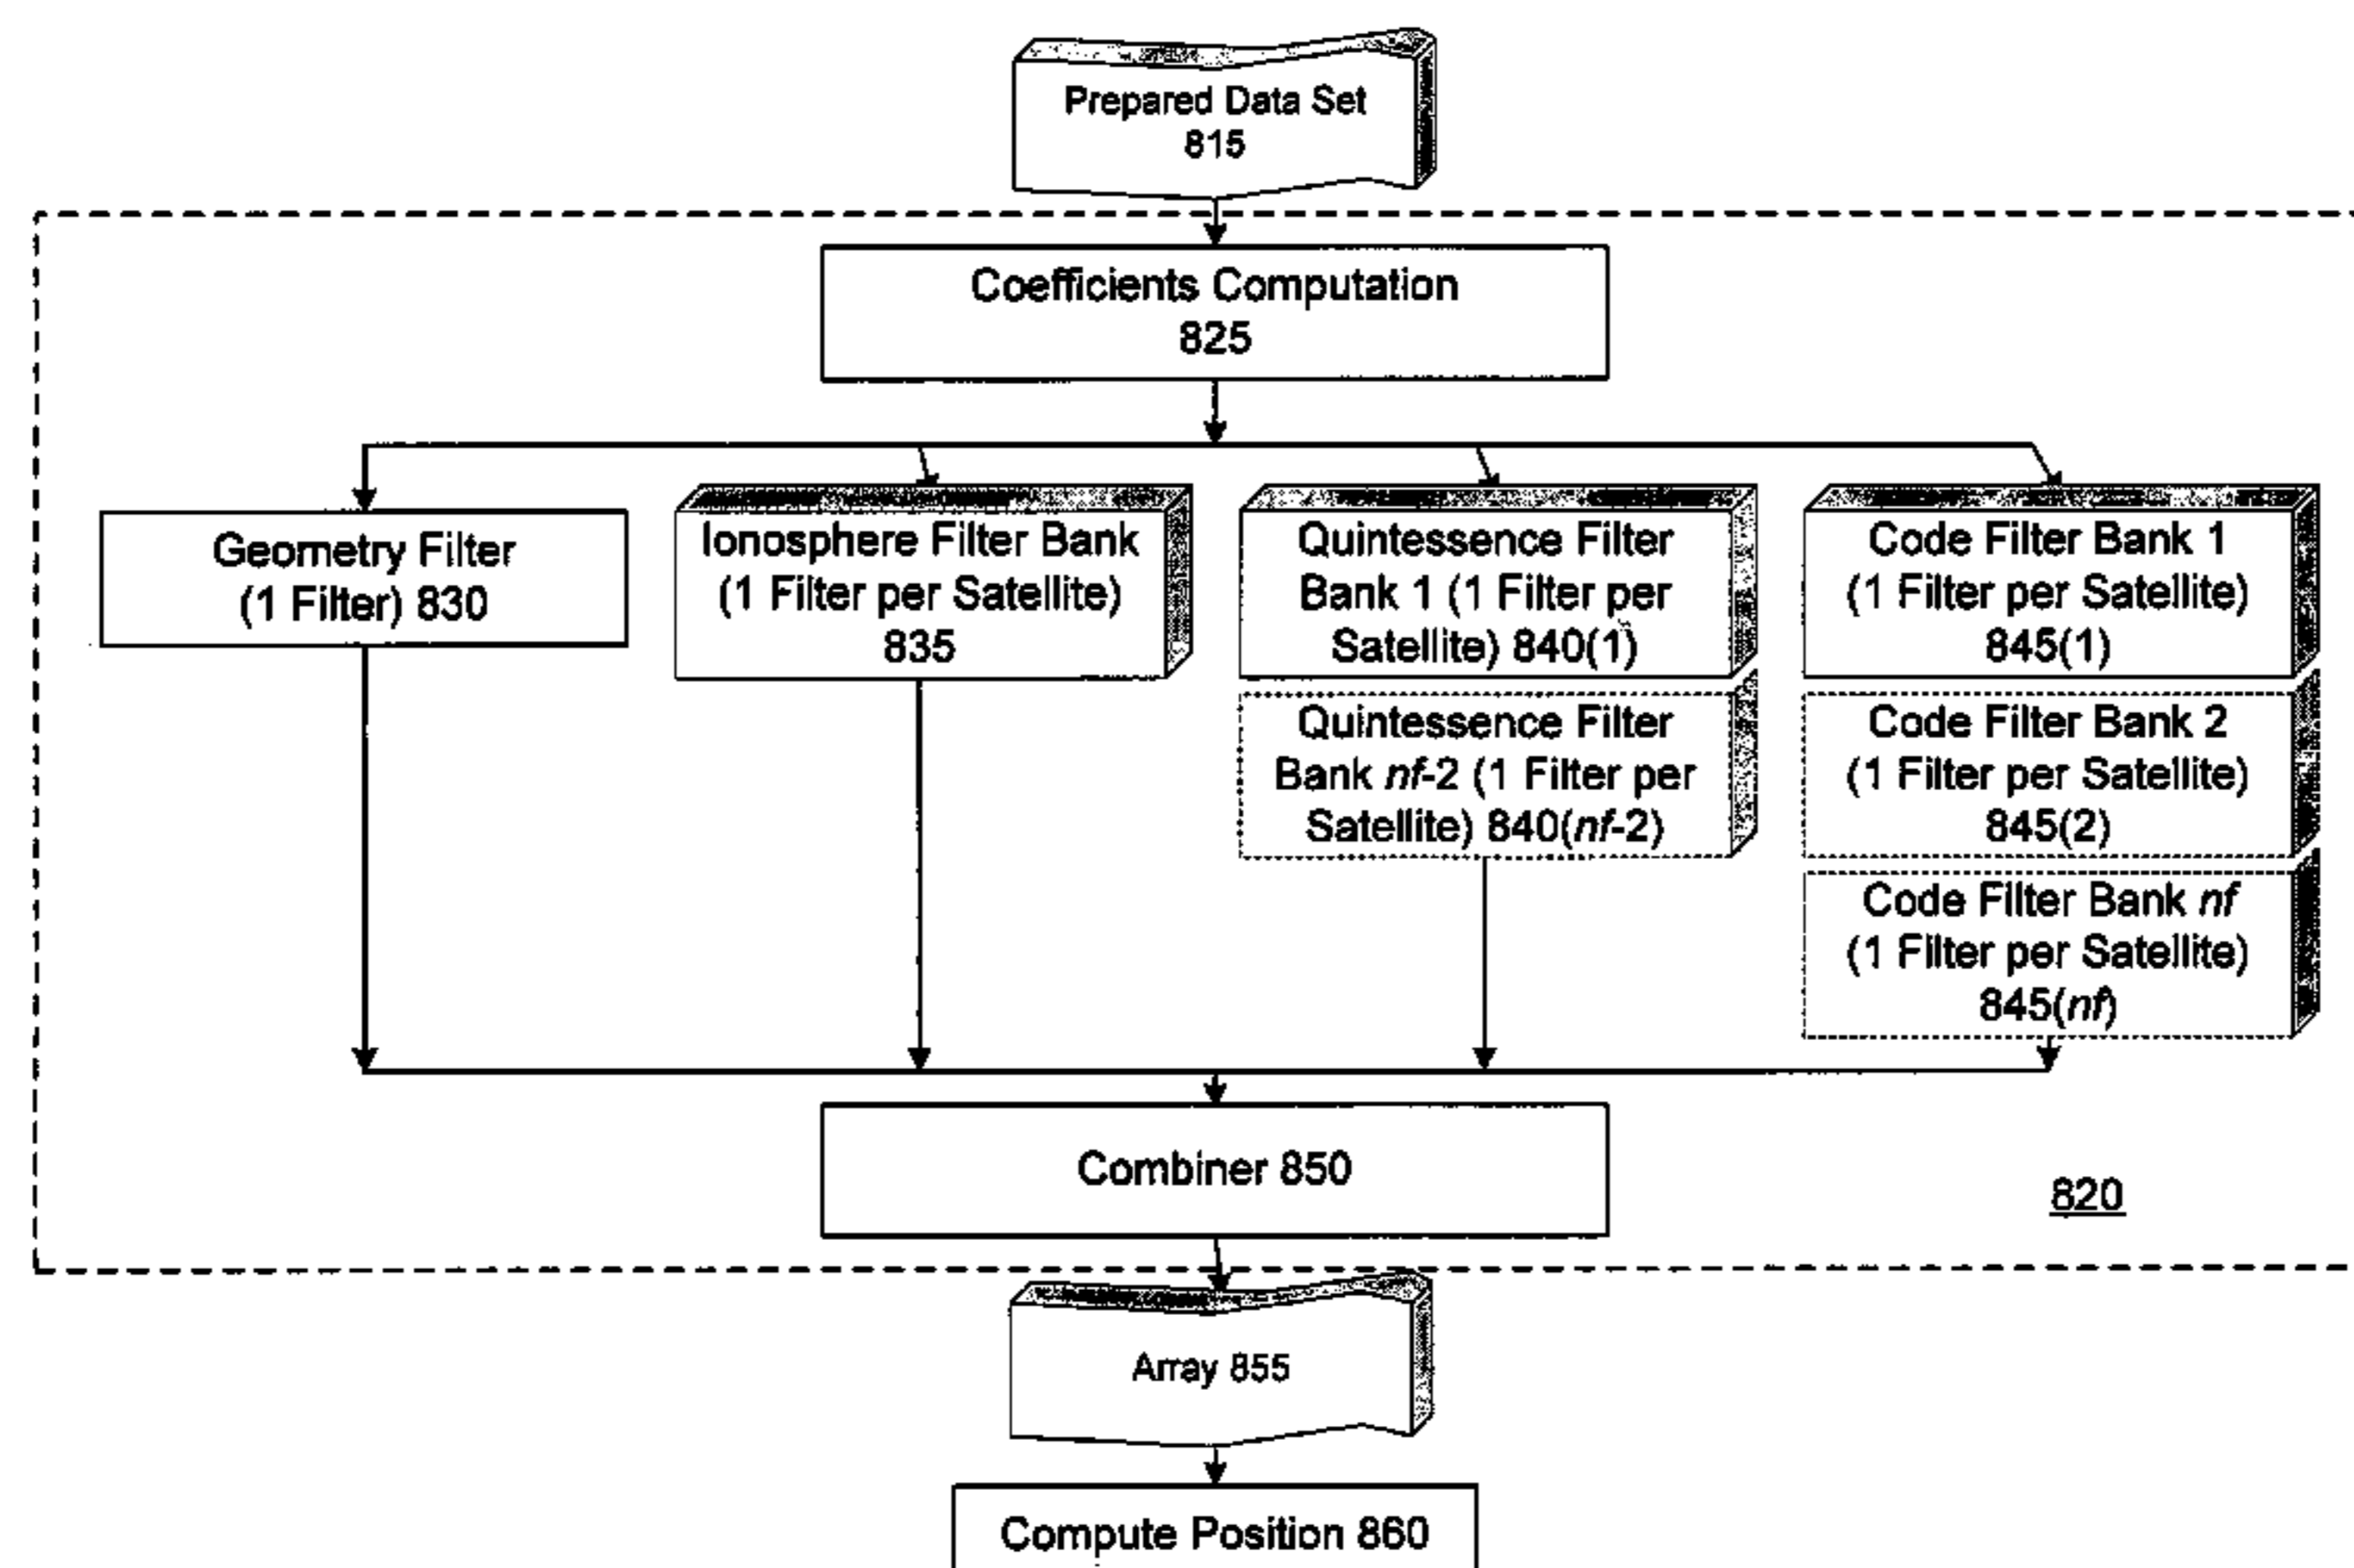 Prepared Data Set
815
Coefficients Computation
825
Geometry Filter
(1 Filter) 830
Ionosphere Filter Bank
(1 Filter per Satellite)
835
Quintessence Filter
Bank 1 (1 Filter per
Satellite) 840(1)
Quintessence Filter
Bank nf-2 (1 Filter per
Satellite) 840(nf-2)
Code Filter Bank 1
(1 Filter per Satellite)
845(1)
Code Filter Bank 2
(1 Filter per Satellite)
845(2)
Code Filter Bank nf
(1 Filter per Satellite)
845(nf)
Combiner 850
820
Array 855
Compute Position 860